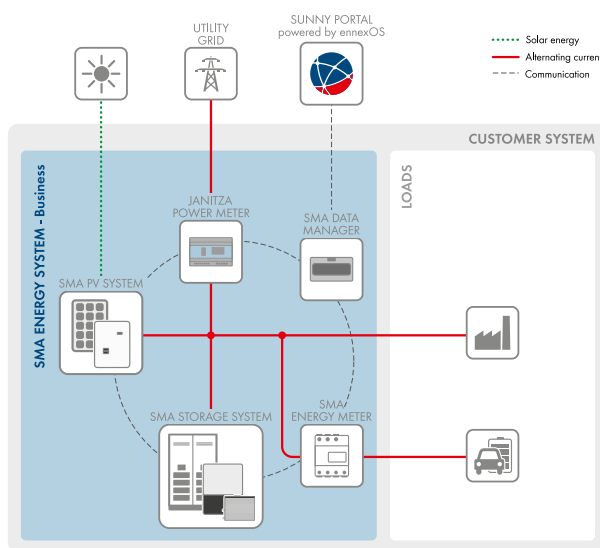 SUNNY PORTAL
powered by ennexOS
UTILITY
GRID
Solar energy
Alternating current
Communication
CUSTOMER SYSTEM
SMA ENERGY SYSTEM - Business
LOADS
JANITZA
POWER METER
SMA DATA
MANAGER
SMA PV SYSTEM
SMA STORAGE SYSTEM
SMA
ENERGY METER